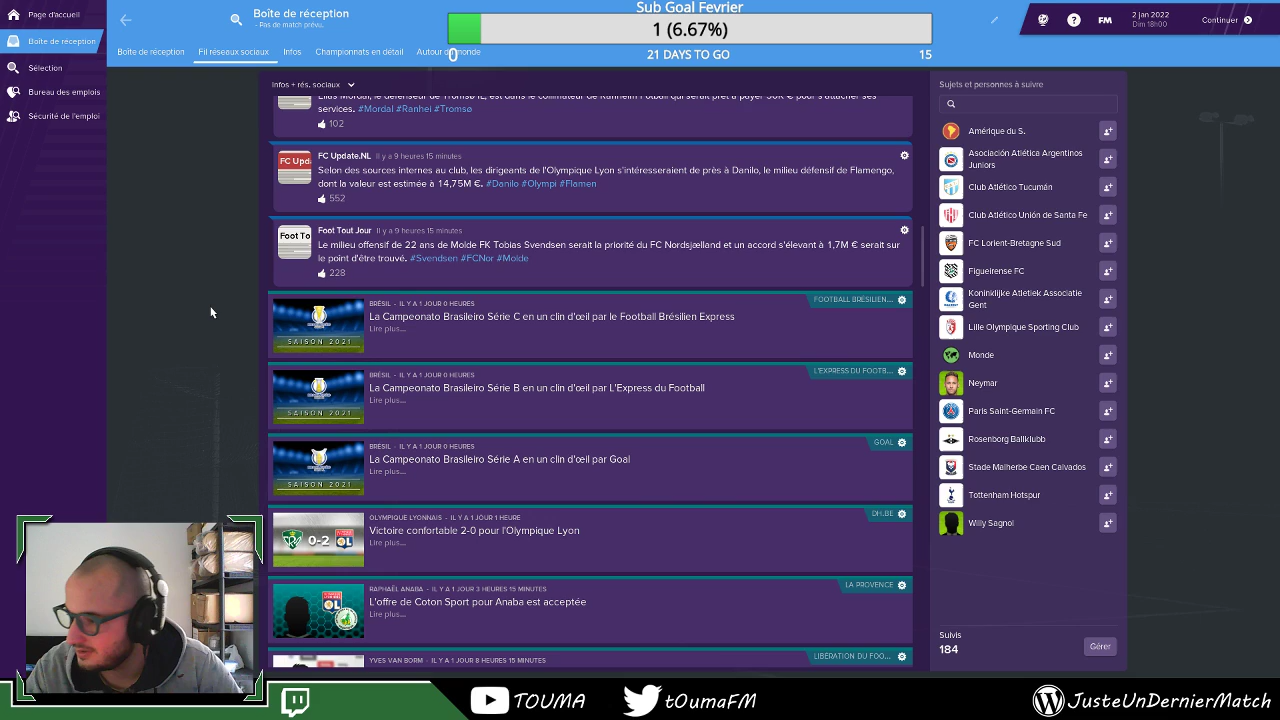 Page d'accueil
Boîte de réception
Sélection
Bureau des emplois
Sécurité de l'emploi
Boîte de réception
- Pas de match prévu.
Boîte de réception
Fil réseaux sociaux
Infos
Championnats en détail
Autour du monde
Sub Goal Fevrier
1 (6.67%)
0
21 DAYS TO GO
15
FM
2 jan 2022
Dim 18h00
Continuer
Infos + rés. sociaux
services. #Mordal #Ranhei #Tromsø
102
FC Upda
FC Update.NL Il y a 9 heures 15 minutes
Selon des sources internes au club, les dirigeants de l'Olympique Lyon s'intéresseraient de près à Danilo, le milieu défensif de Flamengo,
dont la valeur est estimée à 14,75M €. #Danilo #Olympi #Flamen
552
Foot To
Foot Tout Jour Il y a 9 heures 15 minutes
Le milieu offensif de 22 ans de Molde FK Tobias Svendsen serait la priorité du FC Nordsjælland et un accord s'élevant à 1,7M € serait sur
le point d'être trouvé. #Svendsen #FCNor #Molde
228
BRÉSIL - IL Y A 1 JOUR 0 HEURES
FOOTBALL BRÉSILIEN...
La Campeonato Brasileiro Série C en un clin d'œil par le Football Brésilien Express
Lire plus...
SAISON 2021
BRÉSIL - IL Y A 1 JOUR 0 HEURES
L'EXPRESS DU FOOTB...
La Campeonato Brasileiro Série B en un clin d'œil par L'Express du Football
Lire plus...
SAISON 2021
BRÉSIL - IL Y A 1 JOUR 0 HEURES
GOAL
La Campeonato Brasileiro Série A en un clin d'œil par Goal
Lire plus...
SAISON 2021
OLYMPIQUE LYONNAIS - IL Y A 1 JOUR 1 HEURE
DH.BE
Victoire confortable 2-0 pour l'Olympique Lyon
Lire plus...
0-2
RAPHAËL ANABA - IL Y A 1 JOUR 3 HEURES 15 MINUTES
LA PROVENCE
L'offre de Coton Sport pour Anaba est acceptée
Lire plus...
YVES VAN BORM - IL Y A 1 JOUR 8 HEURES 15 MINUTES
LIBÉRATION DU FOO...
Sujets et personnes à suivre
Amérique du S.
Asociación Atlética Argentinos
Juniors
Club Atlético Tucumán
Club Atlético Unión de Santa Fe
FC Lorient-Bretagne Sud
Figueirense FC
Koninklijke Atletiek Associatie
Gent
Lille Olympique Sporting Club
Monde
Neymar
Paris Saint-Germain FC
Rosenborg Ballklubb
Stade Malherbe Caen Calvados
Tottenham Hotspur
Willy Sagnol
Suivis
184
Gérer
TOUMA
tOumaFM
JusteUnDernierMatch